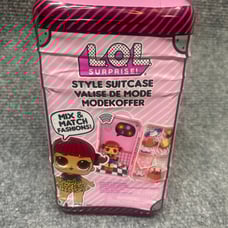 L.O.L.
SURPRISE!
STYLE SUITCASE
VALISE DE MODE
MODEKOFFER
MIX &
MATCH
FASHIONS!